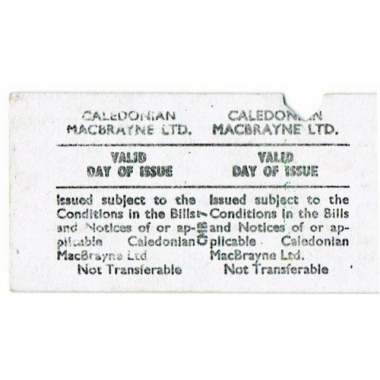 CALEDONIAN
MACBRAYNE LTD.
VALID
DAY OF ISSUE
Issued subject to the
Conditions in the Bills
and Notices of or ap-
plicable Caledonian
MacBrayne Ltd
Not Transferable
CALEDONIAN
MACBRAYNE LTD.
VALID
DAY OF ISSUE
Issued subject to the
Conditions in the Bills
and Notices of or ap-
plicable Caledonian
MacBrayne Ltd.
Not Transferable